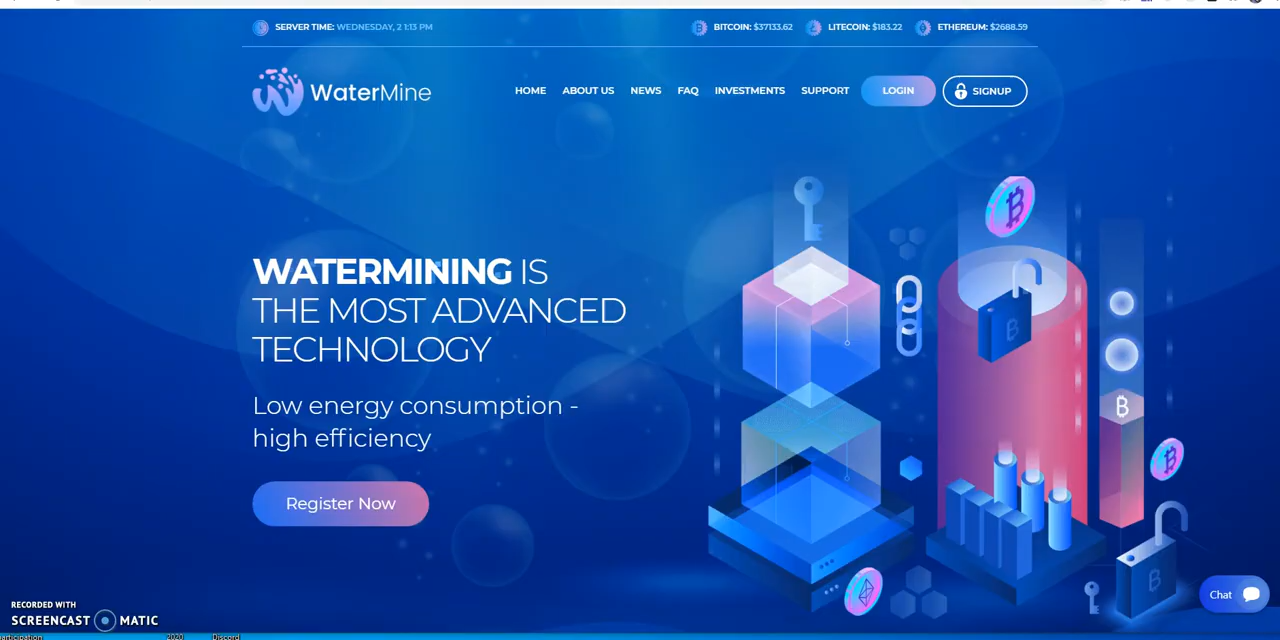 SERVER TIME: WEDNESDAY, 2 1:13 PM
BITCOIN: $37133.62 LITECOIN: $183.22 ETHEREUM: $2688.59
WaterMine
HOME ABOUT US NEWS FAQ INVESTMENTS SUPPORT LOGIN SIGNUP
WATERMINING IS
THE MOST ADVANCED
TECHNOLOGY
Low energy consumption -
high efficiency
Register Now
Chat
RECORDED WITH
SCREENCAST MATIC
2020 Discord